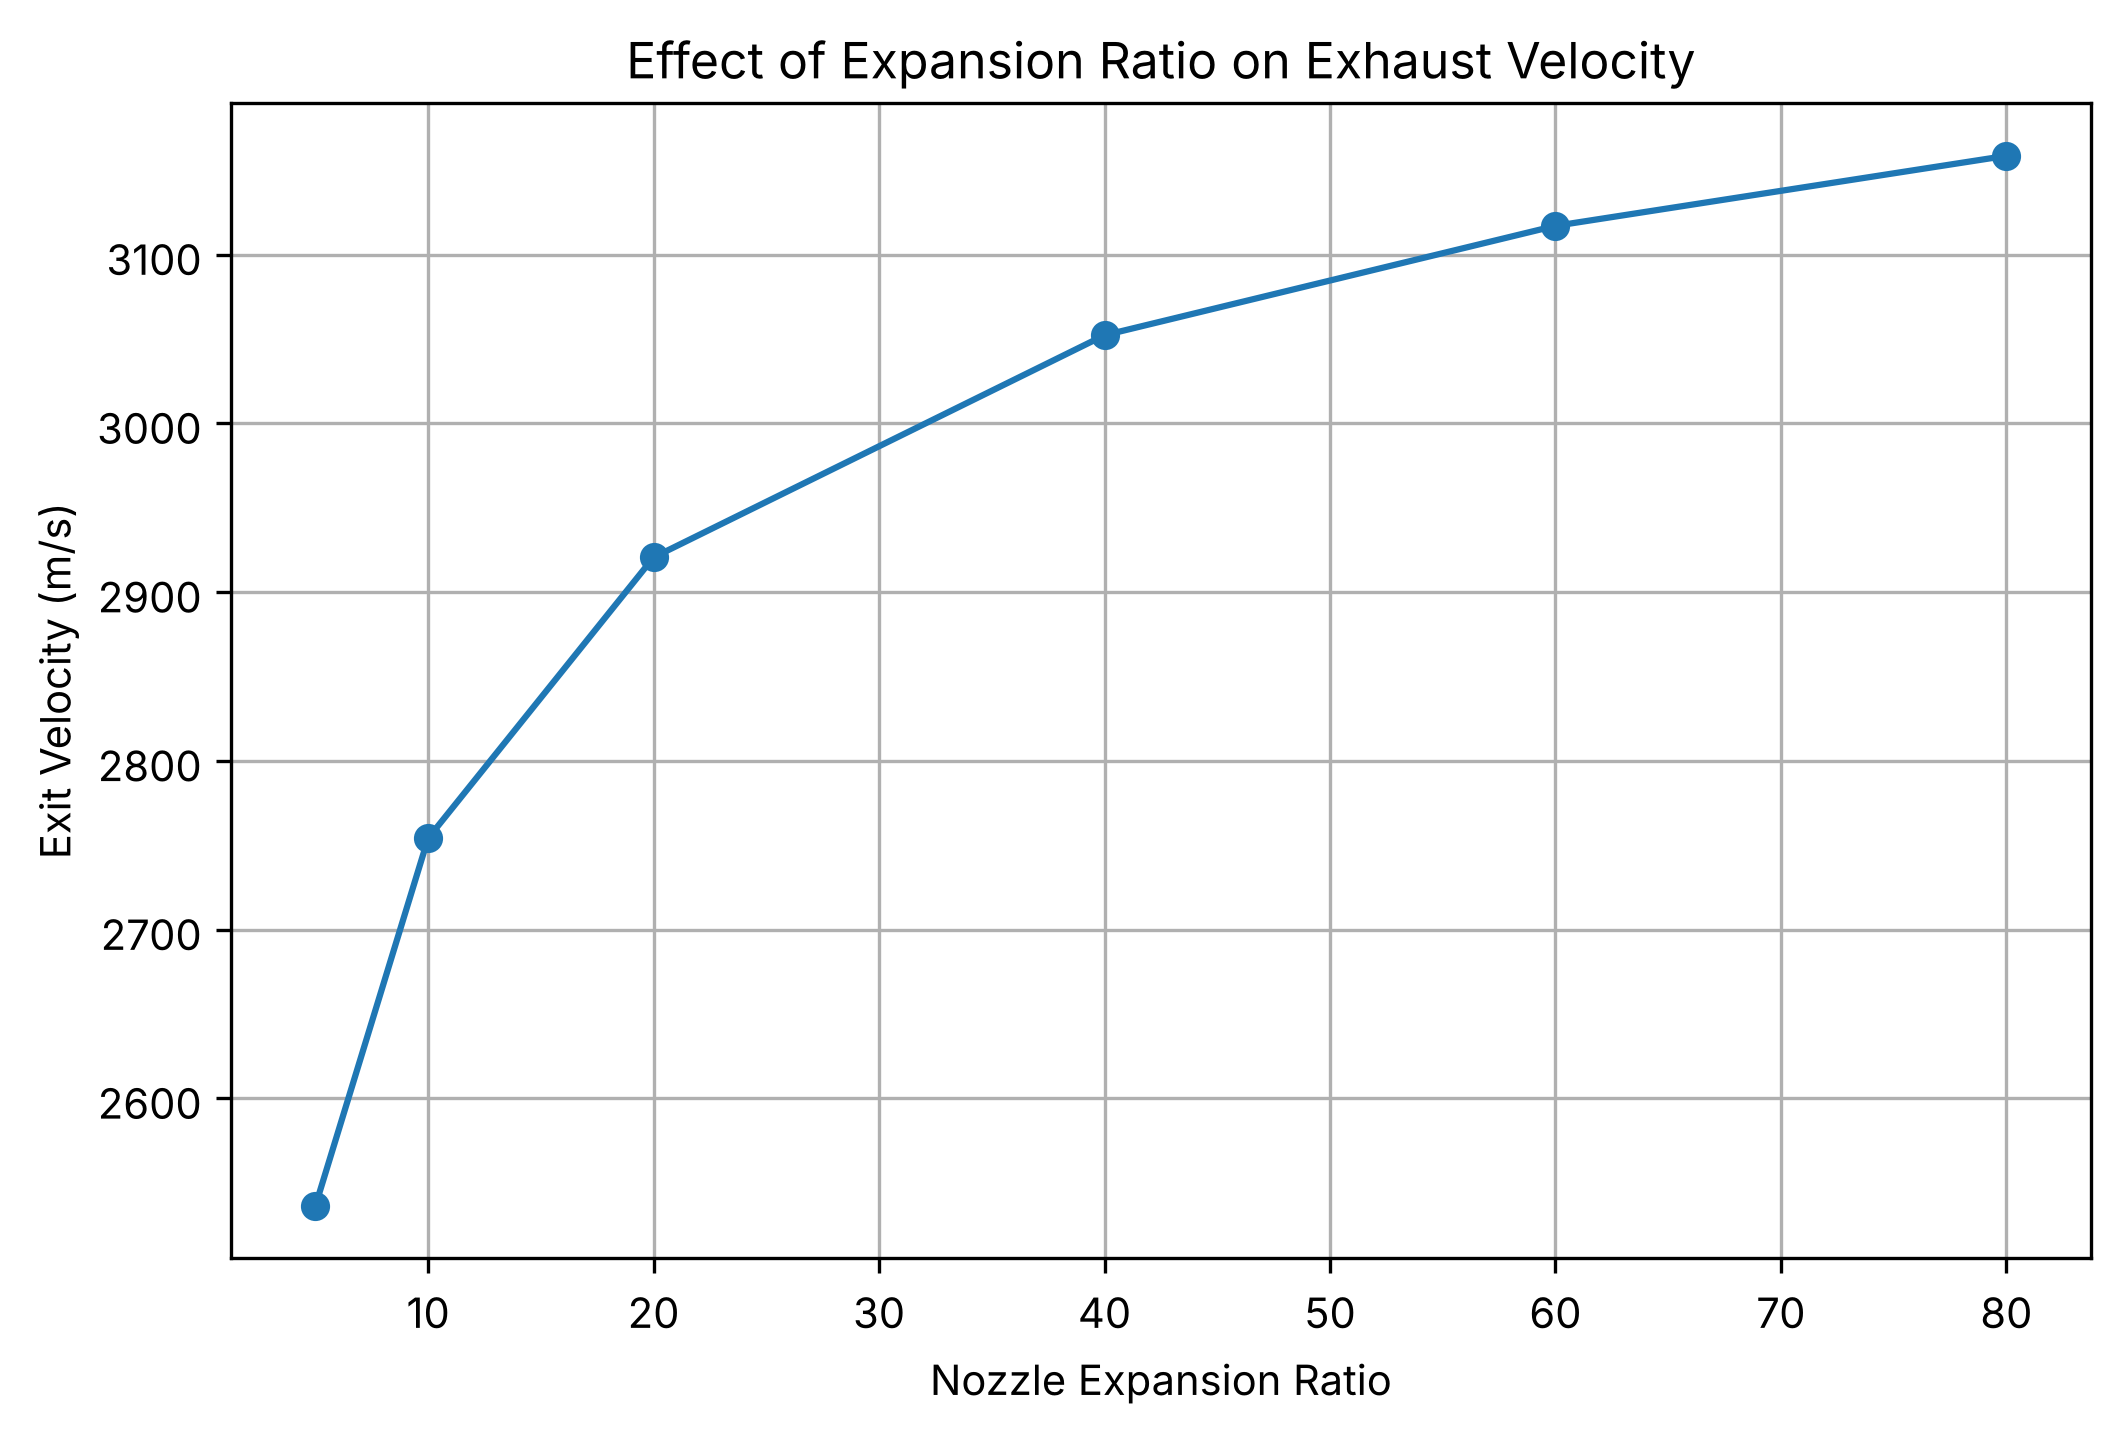 Effect of Expansion Ratio on Exhaust Velocity
Exit Velocity (m/s)
3100
3000
2900
2800
2700
2600
10 20 30 40 50 60 70 80
Nozzle Expansion Ratio